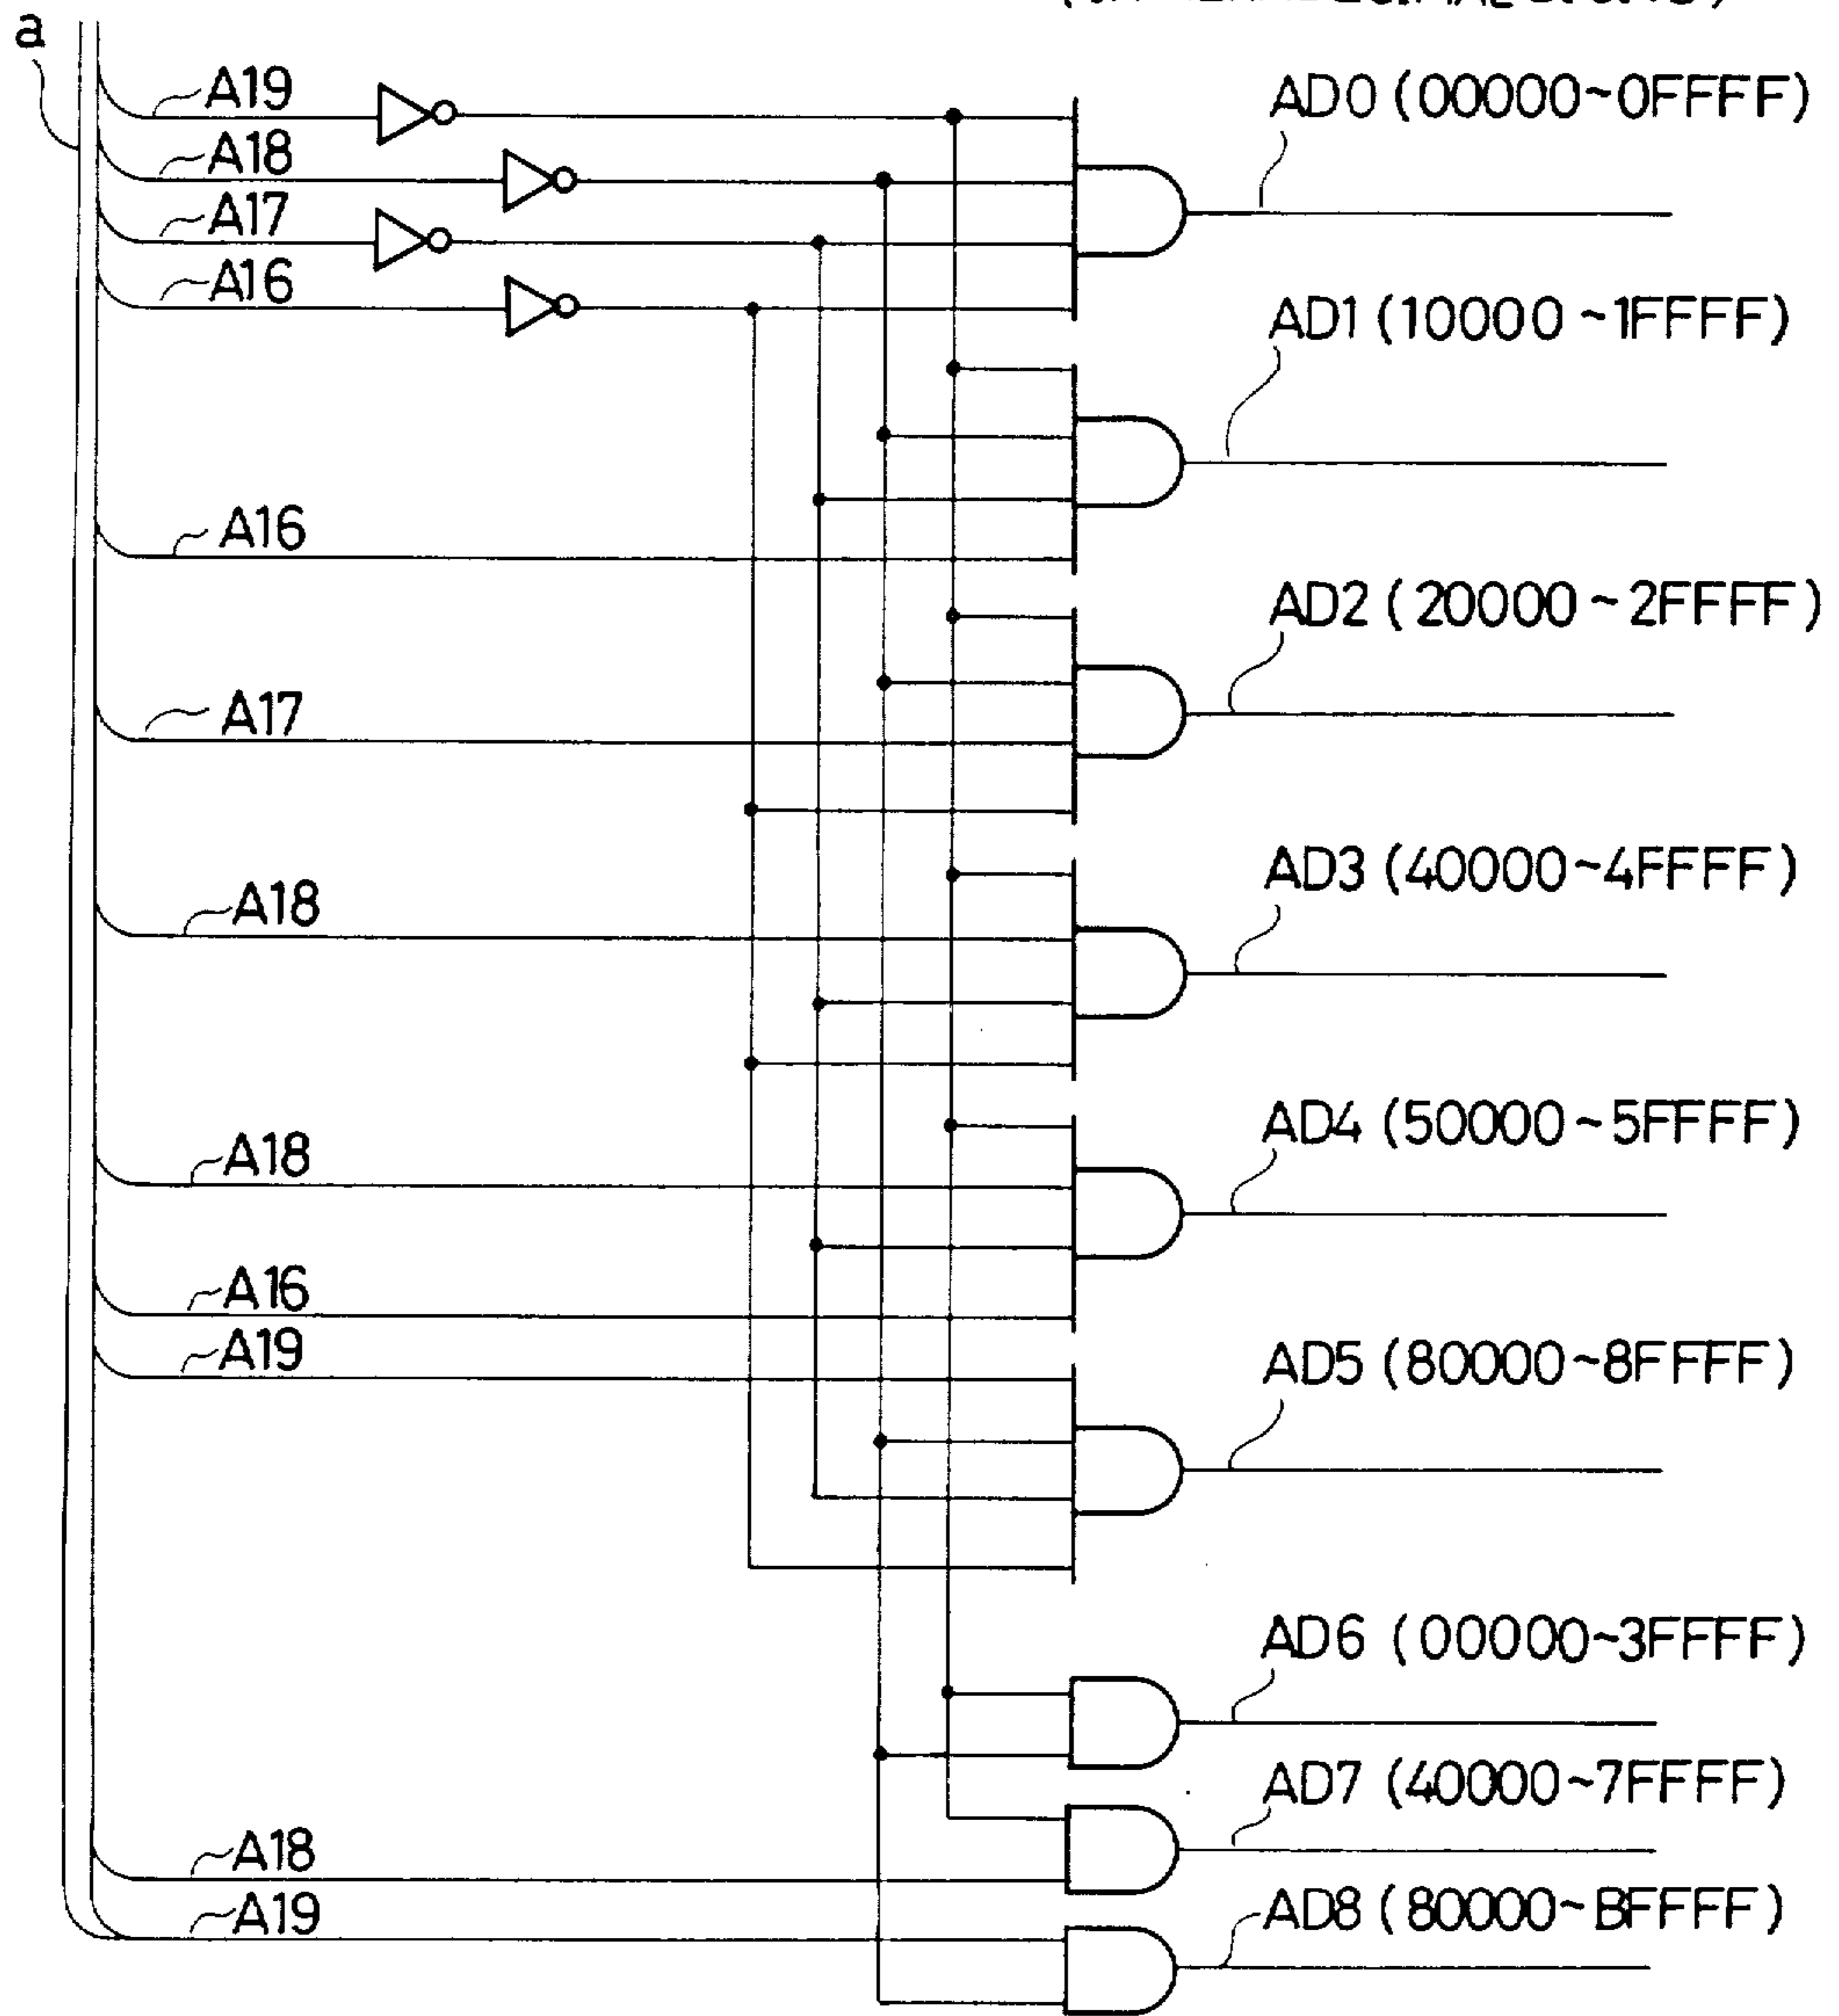 a
A19
AD0 (00000~0FFFF)
A18
A17
A16
AD1 (10000~1FFFF)
A16
AD2 (20000~2FFFF)
A17
AD3 (40000~4FFFF)
A18
AD4 (50000~5FFFF)
A18
A16
A19
AD5 (80000~8FFFF)
AD6 (00000~3FFFF)
AD7 (40000~7FFFF)
A18
A19
AD8 (80000~BFFFF)